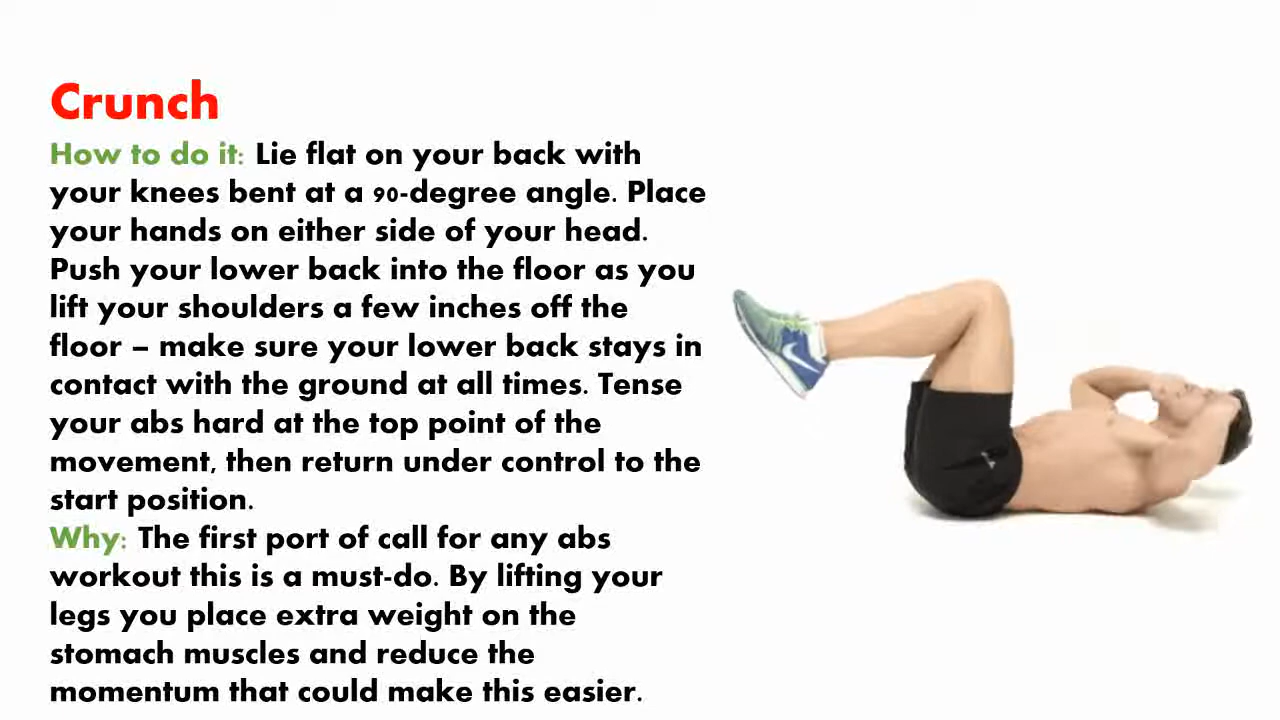 Crunch
How to do it: Lie flat on your back with
your knees bent at a 90-degree angle. Place
your hands on either side of your head.
Push your lower back into the floor as you
lift your shoulders a few inches off the
floor – make sure your lower back stays in
contact with the ground at all times. Tense
your abs hard at the top point of the
movement, then return under control to the
start position.
Why: The first port of call for any abs
workout this is a must-do. By lifting your
legs you place extra weight on the
stomach muscles and reduce the
momentum that could make this easier.